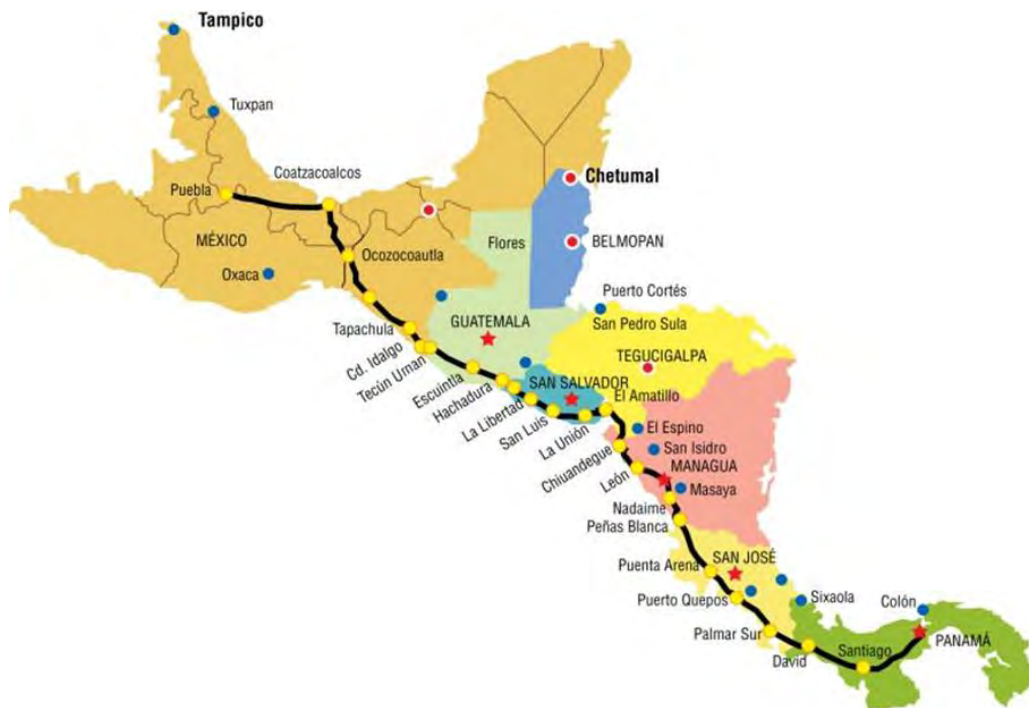 Tampico
Tuxpan
Coatzacoalcos
Puebla
Chetumal
MÉXICO
Flores
BELMOPAN
Ocozocoautla
Oxaca
Puerto Cortés
GUATEMALA
San Pedro Sula
Tapachula
TEGUCIGALPA
Cd. Idalgo
Tecún Urnan
Escuintla
SAN SALVADOR
Hachadura
El Amatillo
La Libertad
San Luis
La Unión
El Espino
Chiuandegue
San Isidro
León
MANAGUA
Masaya
Nadaime
Peñas Blanca
SAN JOSÉ
Puenta Arena
Puerto Quepos
Sixaola
Colón
Palmar Sur
PANAMÁ
David
Santiago